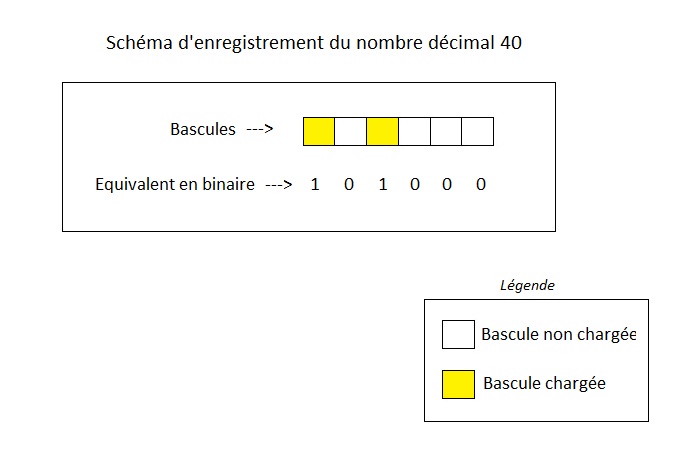 Schéma d'enregistrement du nombre décimal 40
Bascules --->
Equivalent en binaire ---> 1 0 1 0 0 0
Légende
Bascule non chargée
Bascule chargée